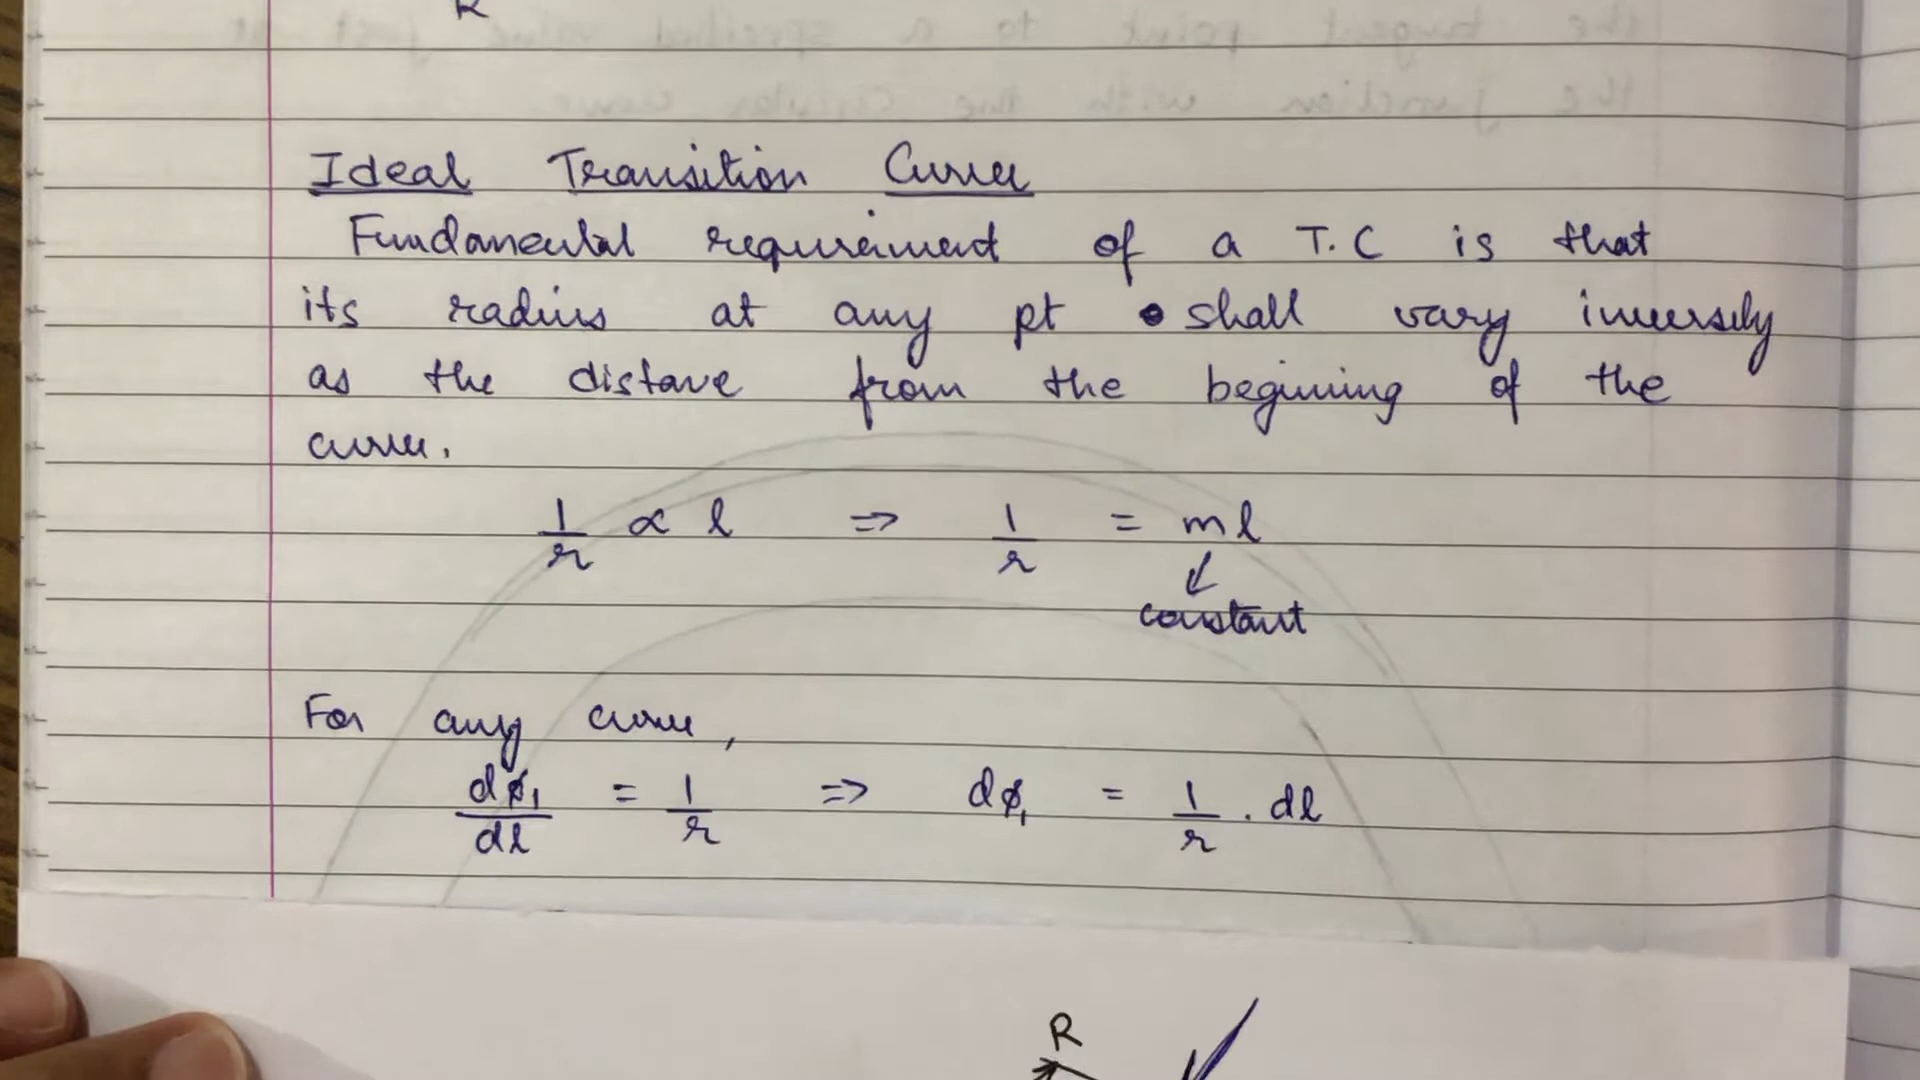 R
Ideal Transition Curve
Fundamental requirement of a T.C is that
its radius at any pt shall vary inversely
as the distance from the begining of the
curve.
1/r ∝ l ⇒ 1/r = ml
↓
constant
For any curve,
dφ₁/dl = 1/r ⇒ dφ₁ = 1/r . dl
R